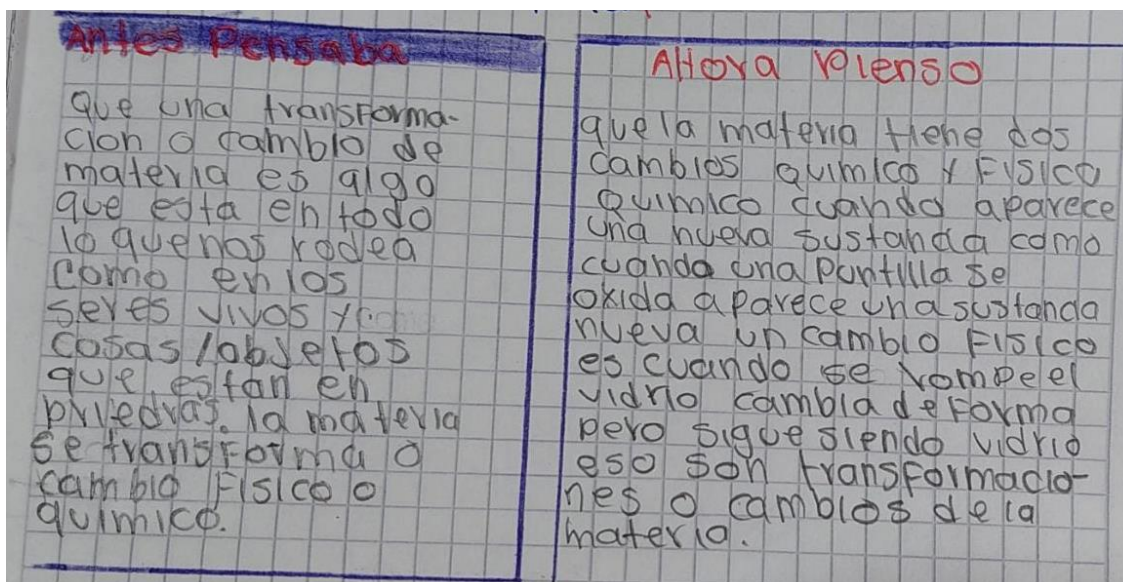 Antes Pensaba
que una transforma-
cion o cambio de
materia es algo
que esta en todo
lo que nos rodea
como en los
seres vivos y
cosas / objetos
que estan en
priedras. la materia
se transforma o
cambio Fisico o
quimico.
AHora Pienso
que la materia tiene dos
cambios quimico y Fisico
Quimico cuando aparece
una nueva sustancia como
cuando una puntilla se
oxida aparece una sustancia
nueva un cambio Fisico
es cuando se rompe el
vidrio cambia de Forma
pero sigue siendo vidrio
eso son transformacio-
nes o cambios de la
materia.